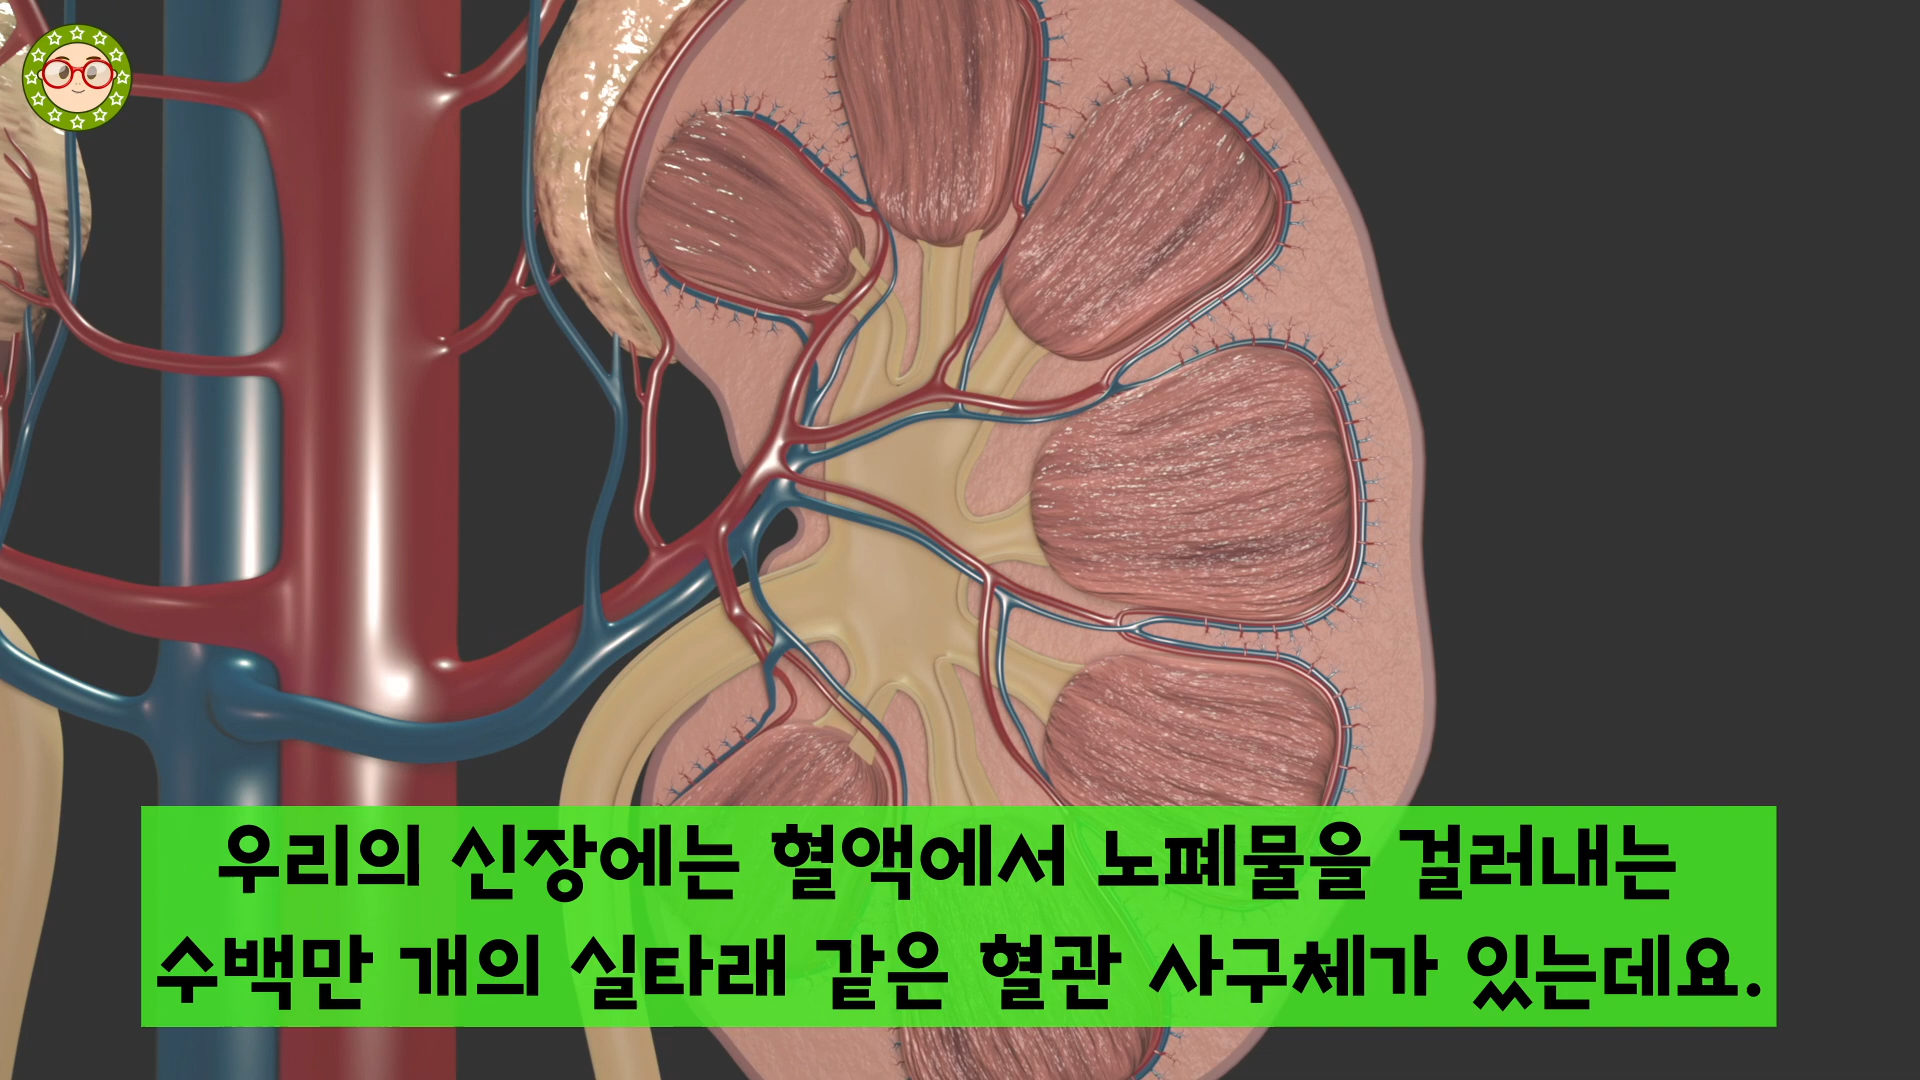 우리의 신장에는 혈액에서 노폐물을 걸러내는
수백만 개의 실타래 같은 혈관 사구체가 있는데요.